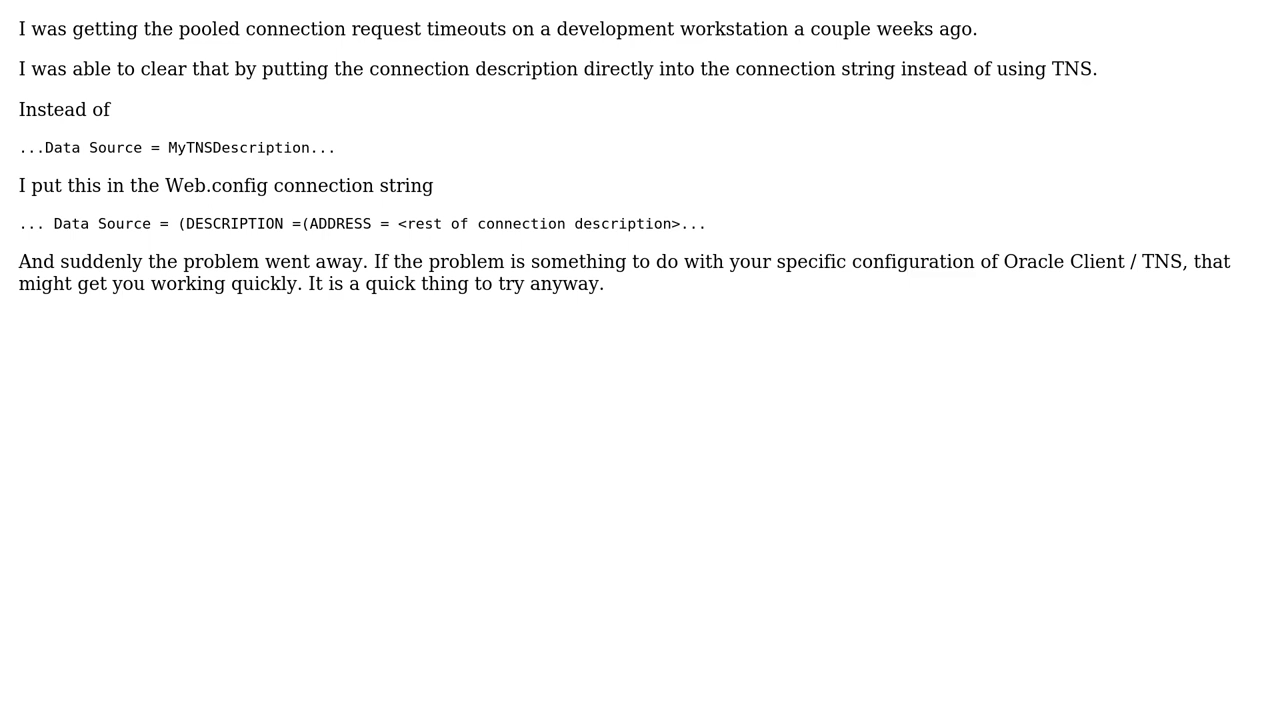 I was getting the pooled connection request timeouts on a development workstation a couple weeks ago.
I was able to clear that by putting the connection description directly into the connection string instead of using TNS.
Instead of
...Data Source = MyTNSDescription...
I put this in the Web.config connection string
... Data Source = (DESCRIPTION =(ADDRESS = <rest of connection description>...
And suddenly the problem went away. If the problem is something to do with your specific configuration of Oracle Client / TNS, that
might get you working quickly. It is a quick thing to try anyway.